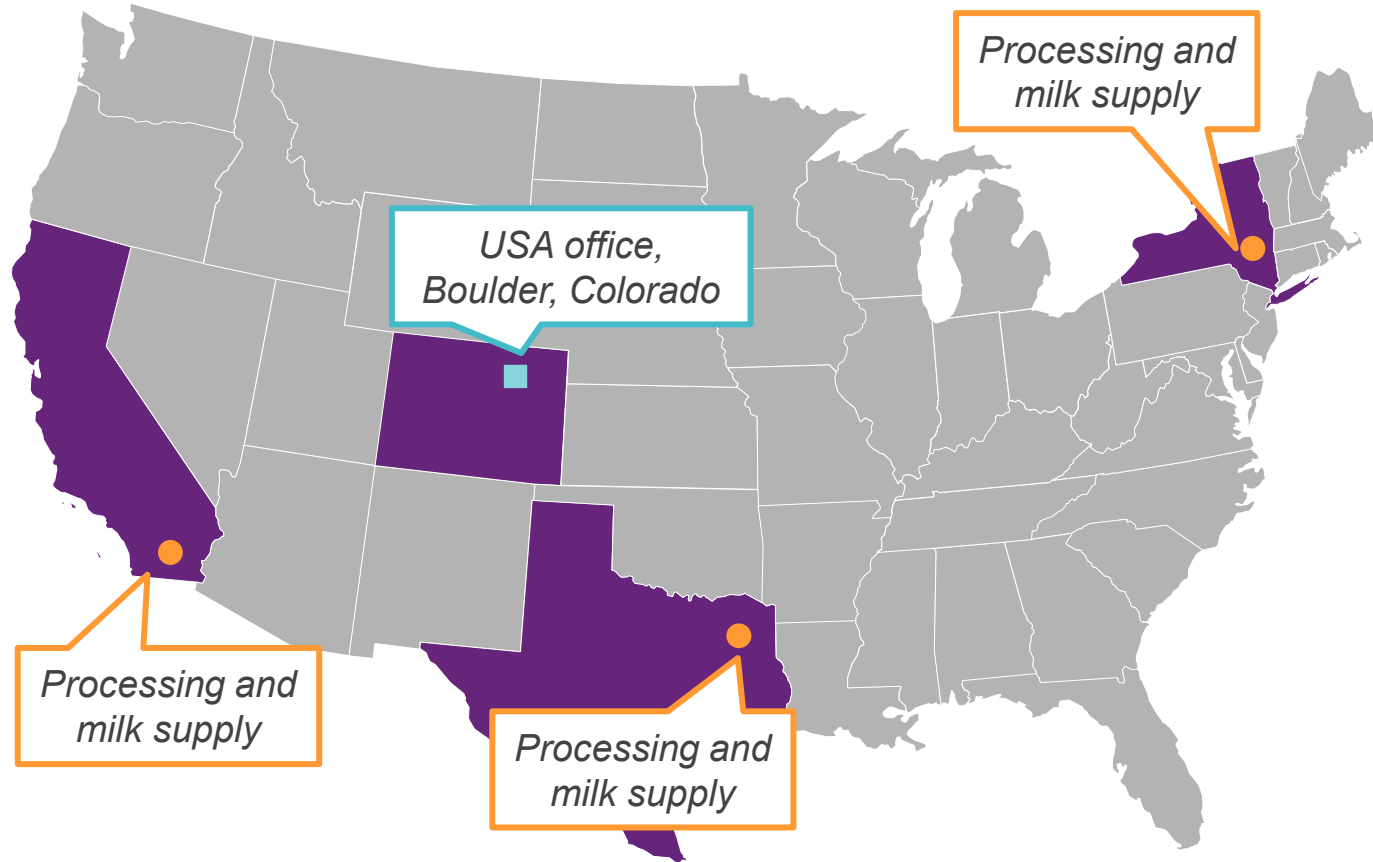 Processing and
milk supply
USA office,
Boulder, Colorado
Processing and
milk supply
Processing and
milk supply